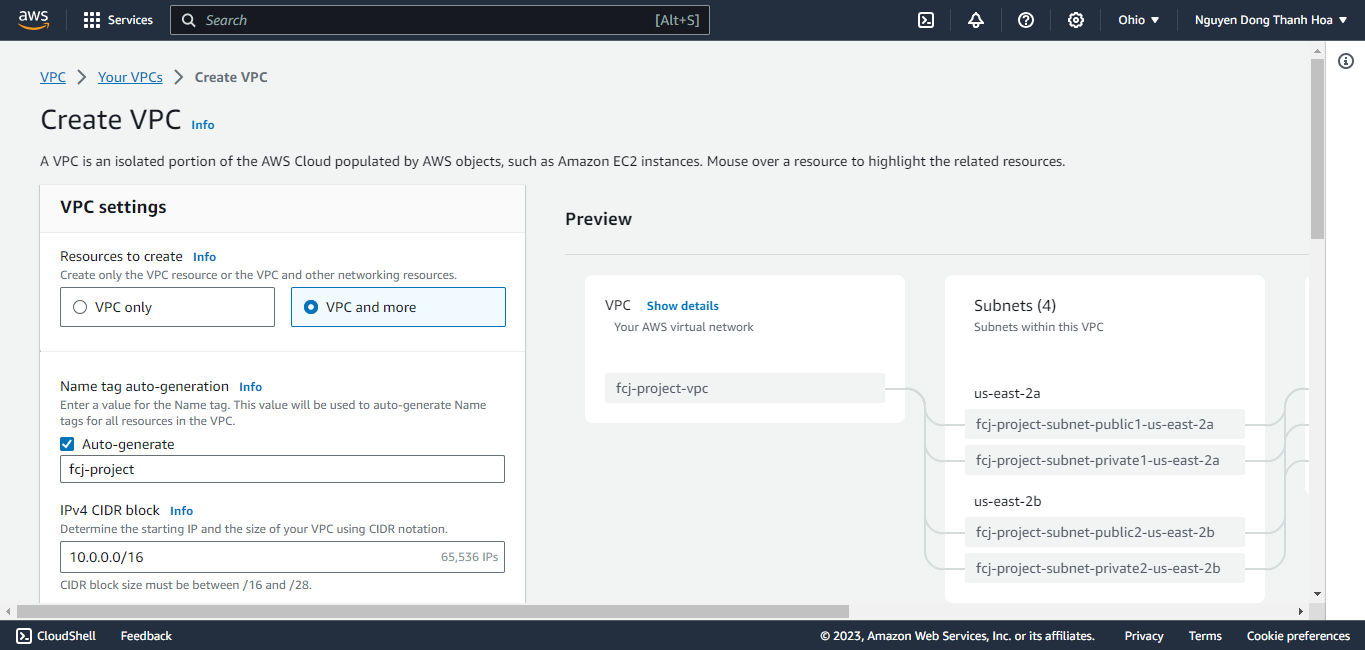 aws
Services
Search
[Alt+S]
Ohio
Nguyen Dong Thanh Hoa
VPC
Your VPCs
Create VPC
Create VPC Info
A VPC is an isolated portion of the AWS Cloud populated by AWS objects, such as Amazon EC2 instances. Mouse over a resource to highlight the related resources.
VPC settings
Resources to create Info
Create only the VPC resource or the VPC and other networking resources.
VPC only
VPC and more
Name tag auto-generation Info
Enter a value for the Name tag. This value will be used to auto-generate Name
tags for all resources in the VPC.
Auto-generate
fcj-project
IPv4 CIDR block Info
Determine the starting IP and the size of your VPC using CIDR notation.
10.0.0.0/16
65,536 IPs
CIDR block size must be between /16 and /28.
Preview
VPC Show details
Your AWS virtual network
fcj-project-vpc
Subnets (4)
Subnets within this VPC
us-east-2a
fcj-project-subnet-public1-us-east-2a
fcj-project-subnet-private1-us-east-2a
us-east-2b
fcj-project-subnet-public2-us-east-2b
fcj-project-subnet-private2-us-east-2b
CloudShell
Feedback
© 2023, Amazon Web Services, Inc. or its affiliates.
Privacy
Terms
Cookie preferences